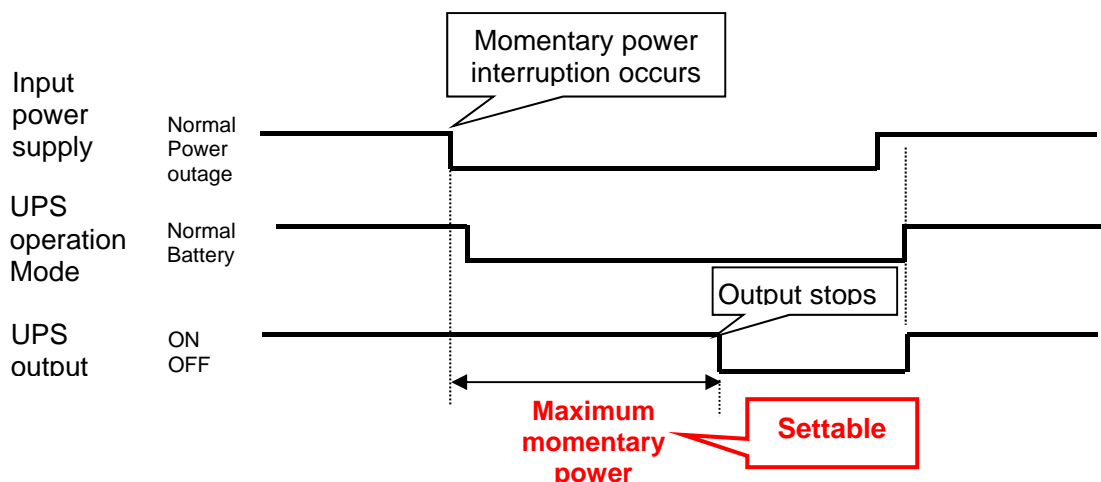 Momentary power
interruption occurs
Input
power
supply
Normal
Power
outage
UPS
operation
Mode
Normal
Battery
Output stops
UPS
output
ON
OFF
Maximum
momentary
power
Settable